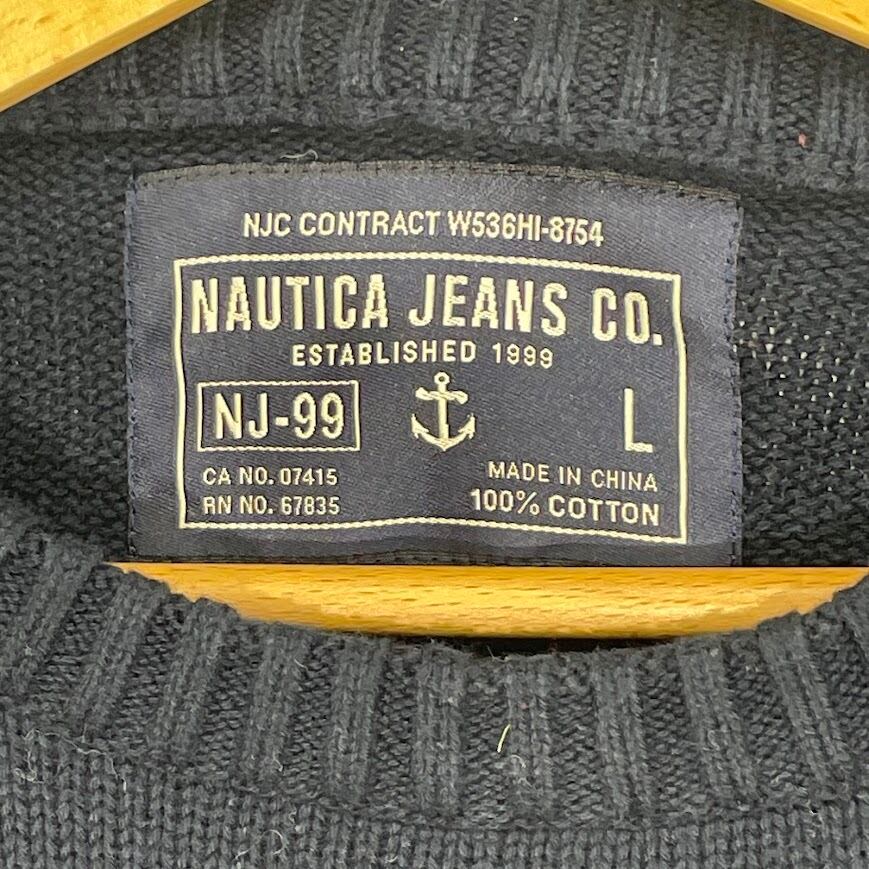 NJC CONTRACT W536HI-8754
NAUTICA JEANS CO.
ESTABLISHED 1999
NJ-99
L
CA NO. 07415
RN NO. 67835
MADE IN CHINA
100% COTTON